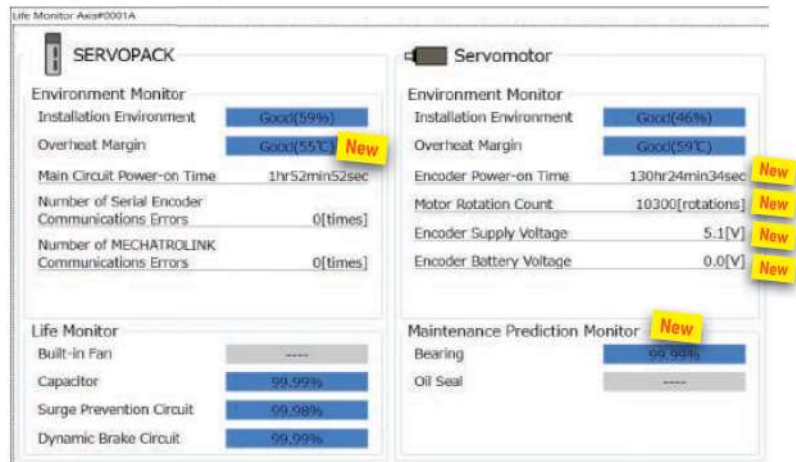 Life Monitor Axis#0001A
SERVOPACK
Environment Monitor
Installation Environment Good(59%)
Overheat Margin Good(55℃) New
Main Circuit Power-on Time 1hr52min52sec
Number of Serial Encoder
Communications Errors 0[times]
Number of MECHATROLINK
Communications Errors 0[times]
Life Monitor
Built-in Fan ----
Capacitor 99.99%
Surge Prevention Circuit 99.98%
Dynamic Brake Circuit 99.99%
Servomotor
Environment Monitor
Installation Environment Good(46%)
Overheat Margin Good(59℃)
Encoder Power-on Time 130hr24min34sec New
Motor Rotation Count 10300[rotations] New
Encoder Supply Voltage 5.1[V] New
Encoder Battery Voltage 0.0[V] New
Maintenance Prediction Monitor New
Bearing 99.99%
Oil Seal ----